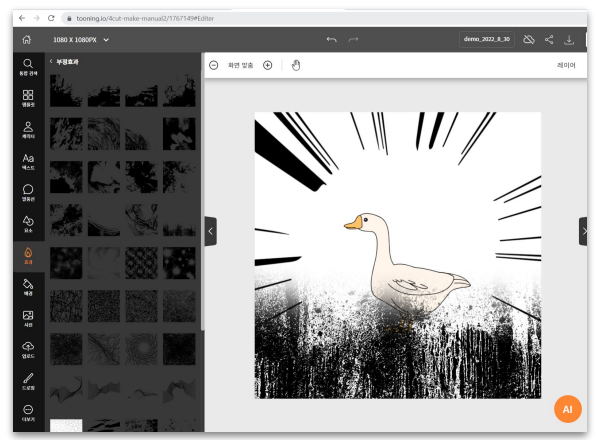 tooning.io/4cut-make-manual2/1767149#Editer
1080 X 1080PX
demo_2022_8_30
통합 검색
템플릿
캐릭터
Aa
텍스트
말풍선
요소
효과
배경
사진
업로드
드로잉
더보기
부정효과
화면 맞춤
레이어
AI